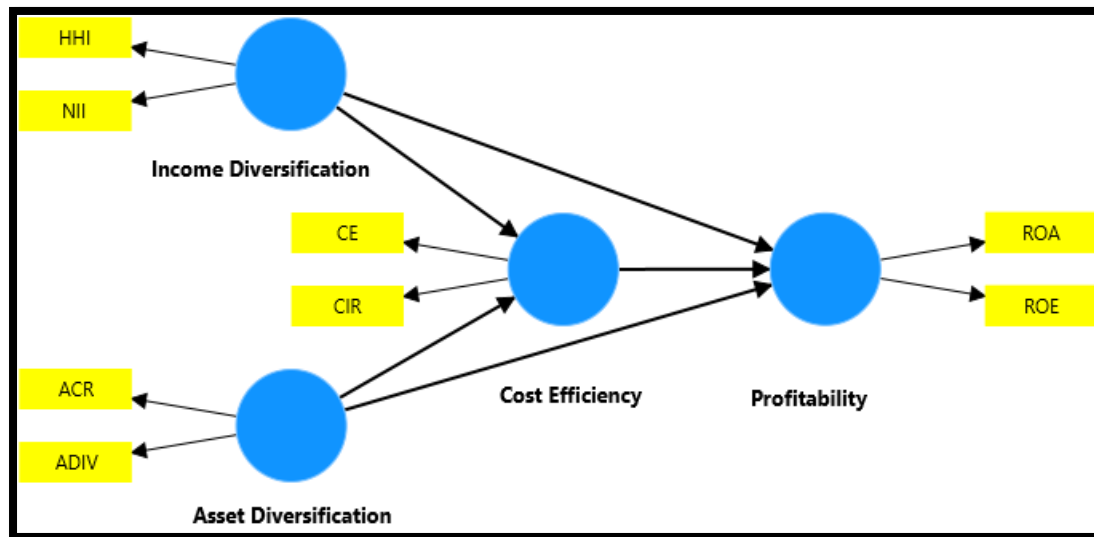 HHI
NII
Income Diversification
CE
CIR
ROA
ROE
ACR
ADIV
Cost Efficiency
Profitability
Asset Diversification